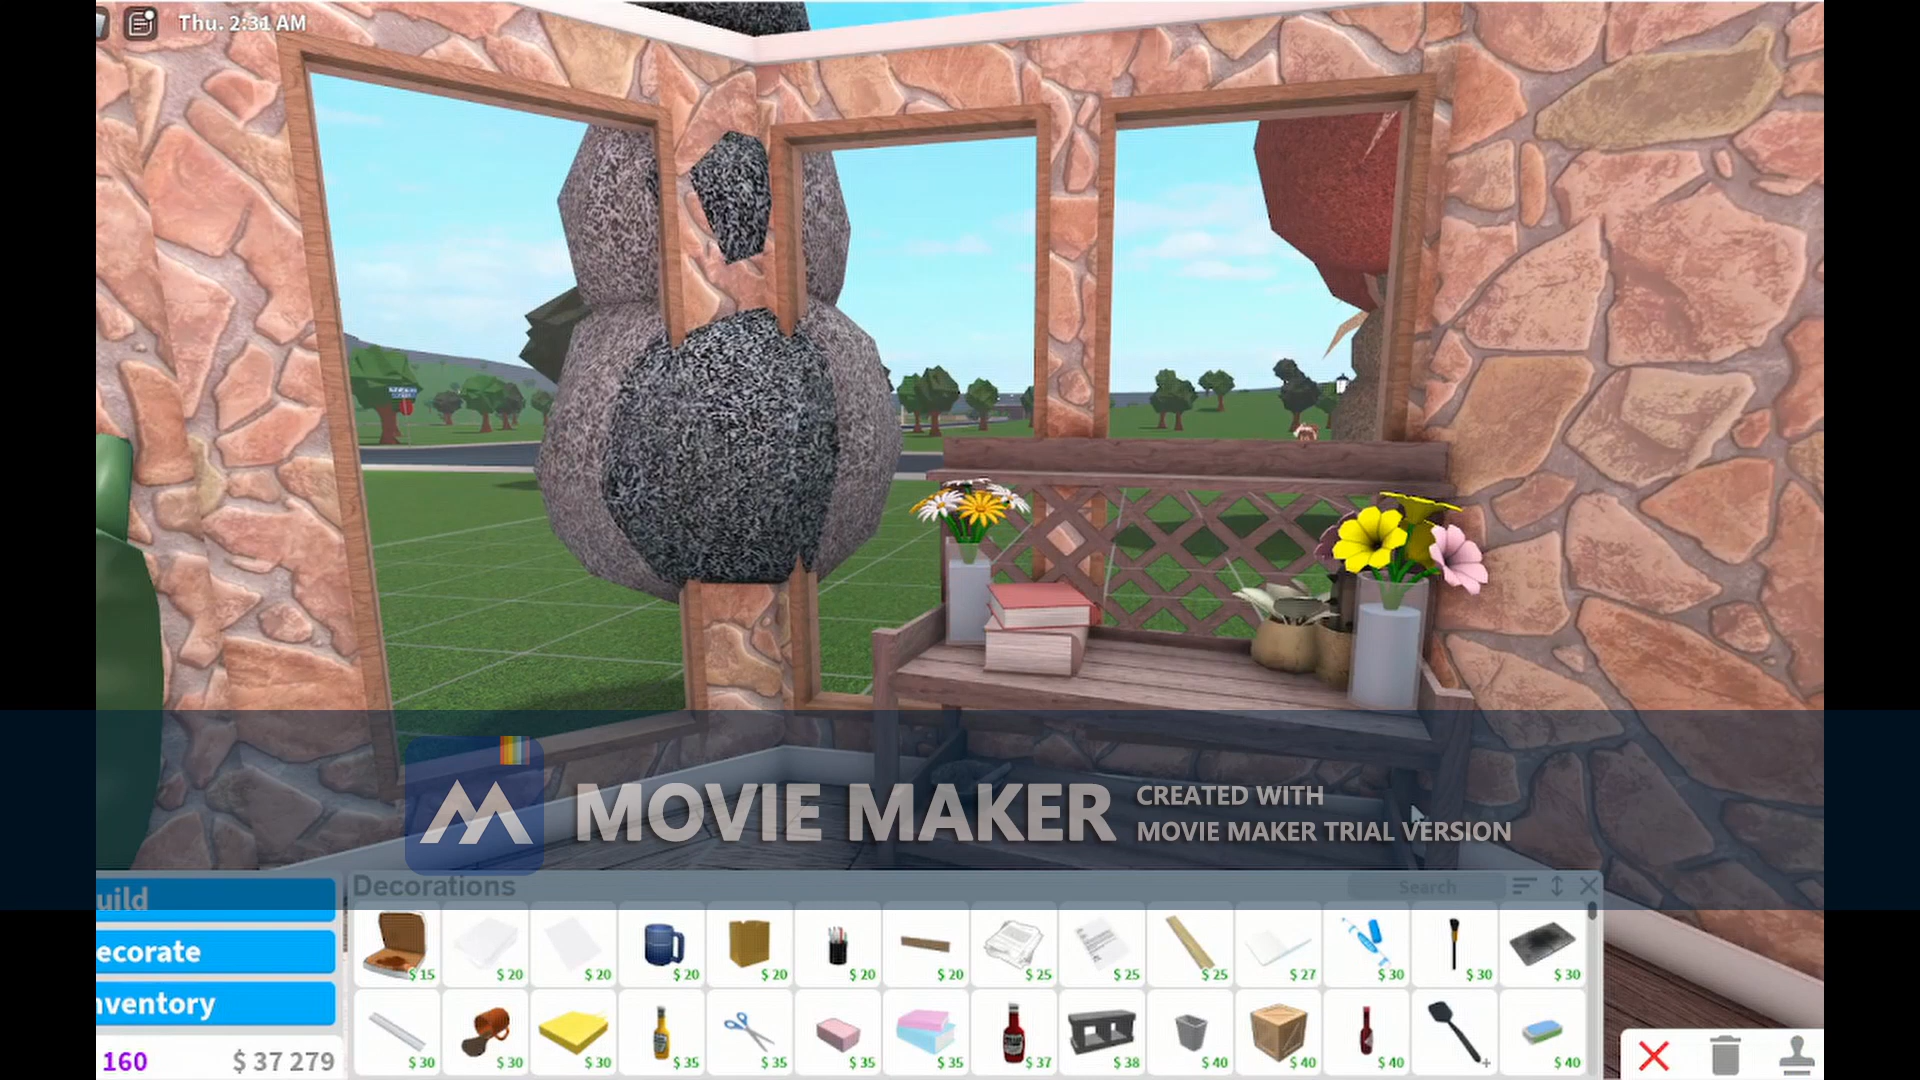 Thu. 2:31 AM
MOVIE MAKER
CREATED WITH
MOVIE MAKER TRIAL VERSION
uild
ecorate
nventory
160
$ 37 279
Decorations
Search
$ 15
$ 20
$ 20
$ 20
$ 20
$ 20
$ 20
$ 25
$ 25
$ 25
$ 27
$ 30
$ 30
$ 30
$ 30
$ 30
$ 30
$ 35
$ 35
$ 35
$ 35
$ 37
$ 38
$ 40
$ 40
$ 40
$ 40